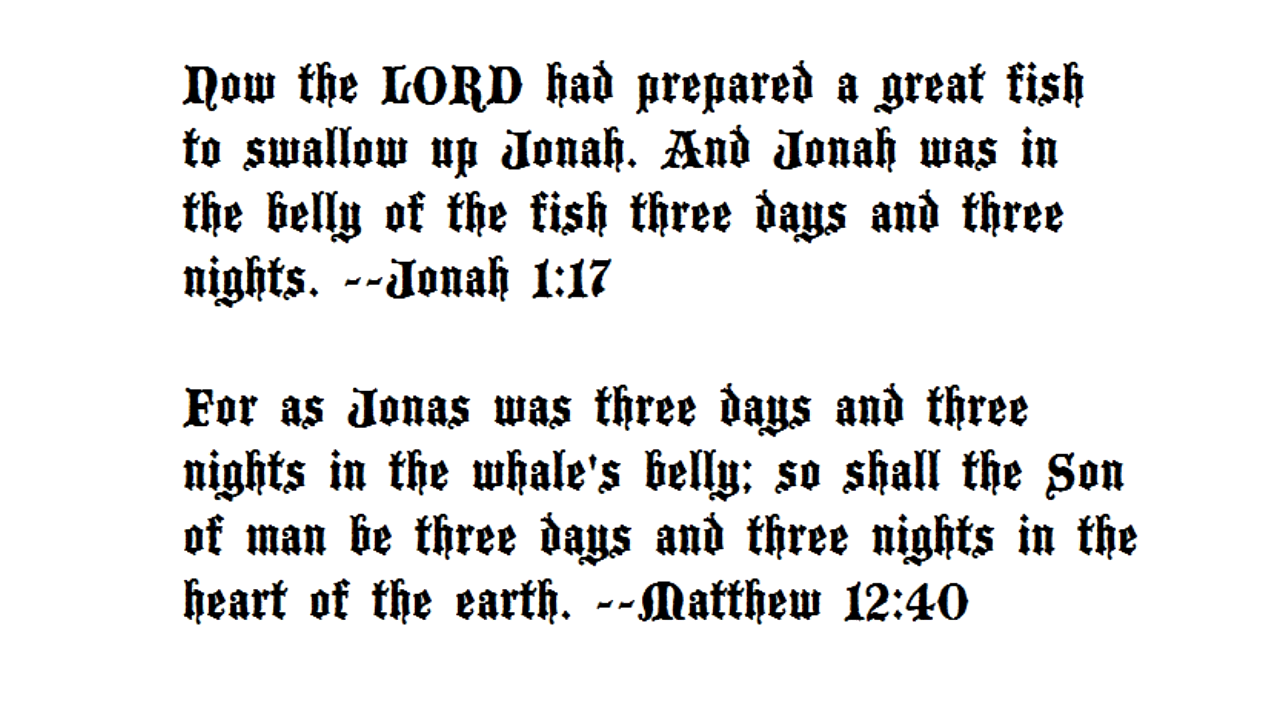 Now the LORD had prepared a great fish
to swallow up Jonah. And Jonah was in
the belly of the fish three days and three
nights. --Jonah 1:17
For as Jonas was three days and three
nights in the whale's belly; so shall the Son
of man be three days and three nights in the
heart of the earth. --Matthew 12:40